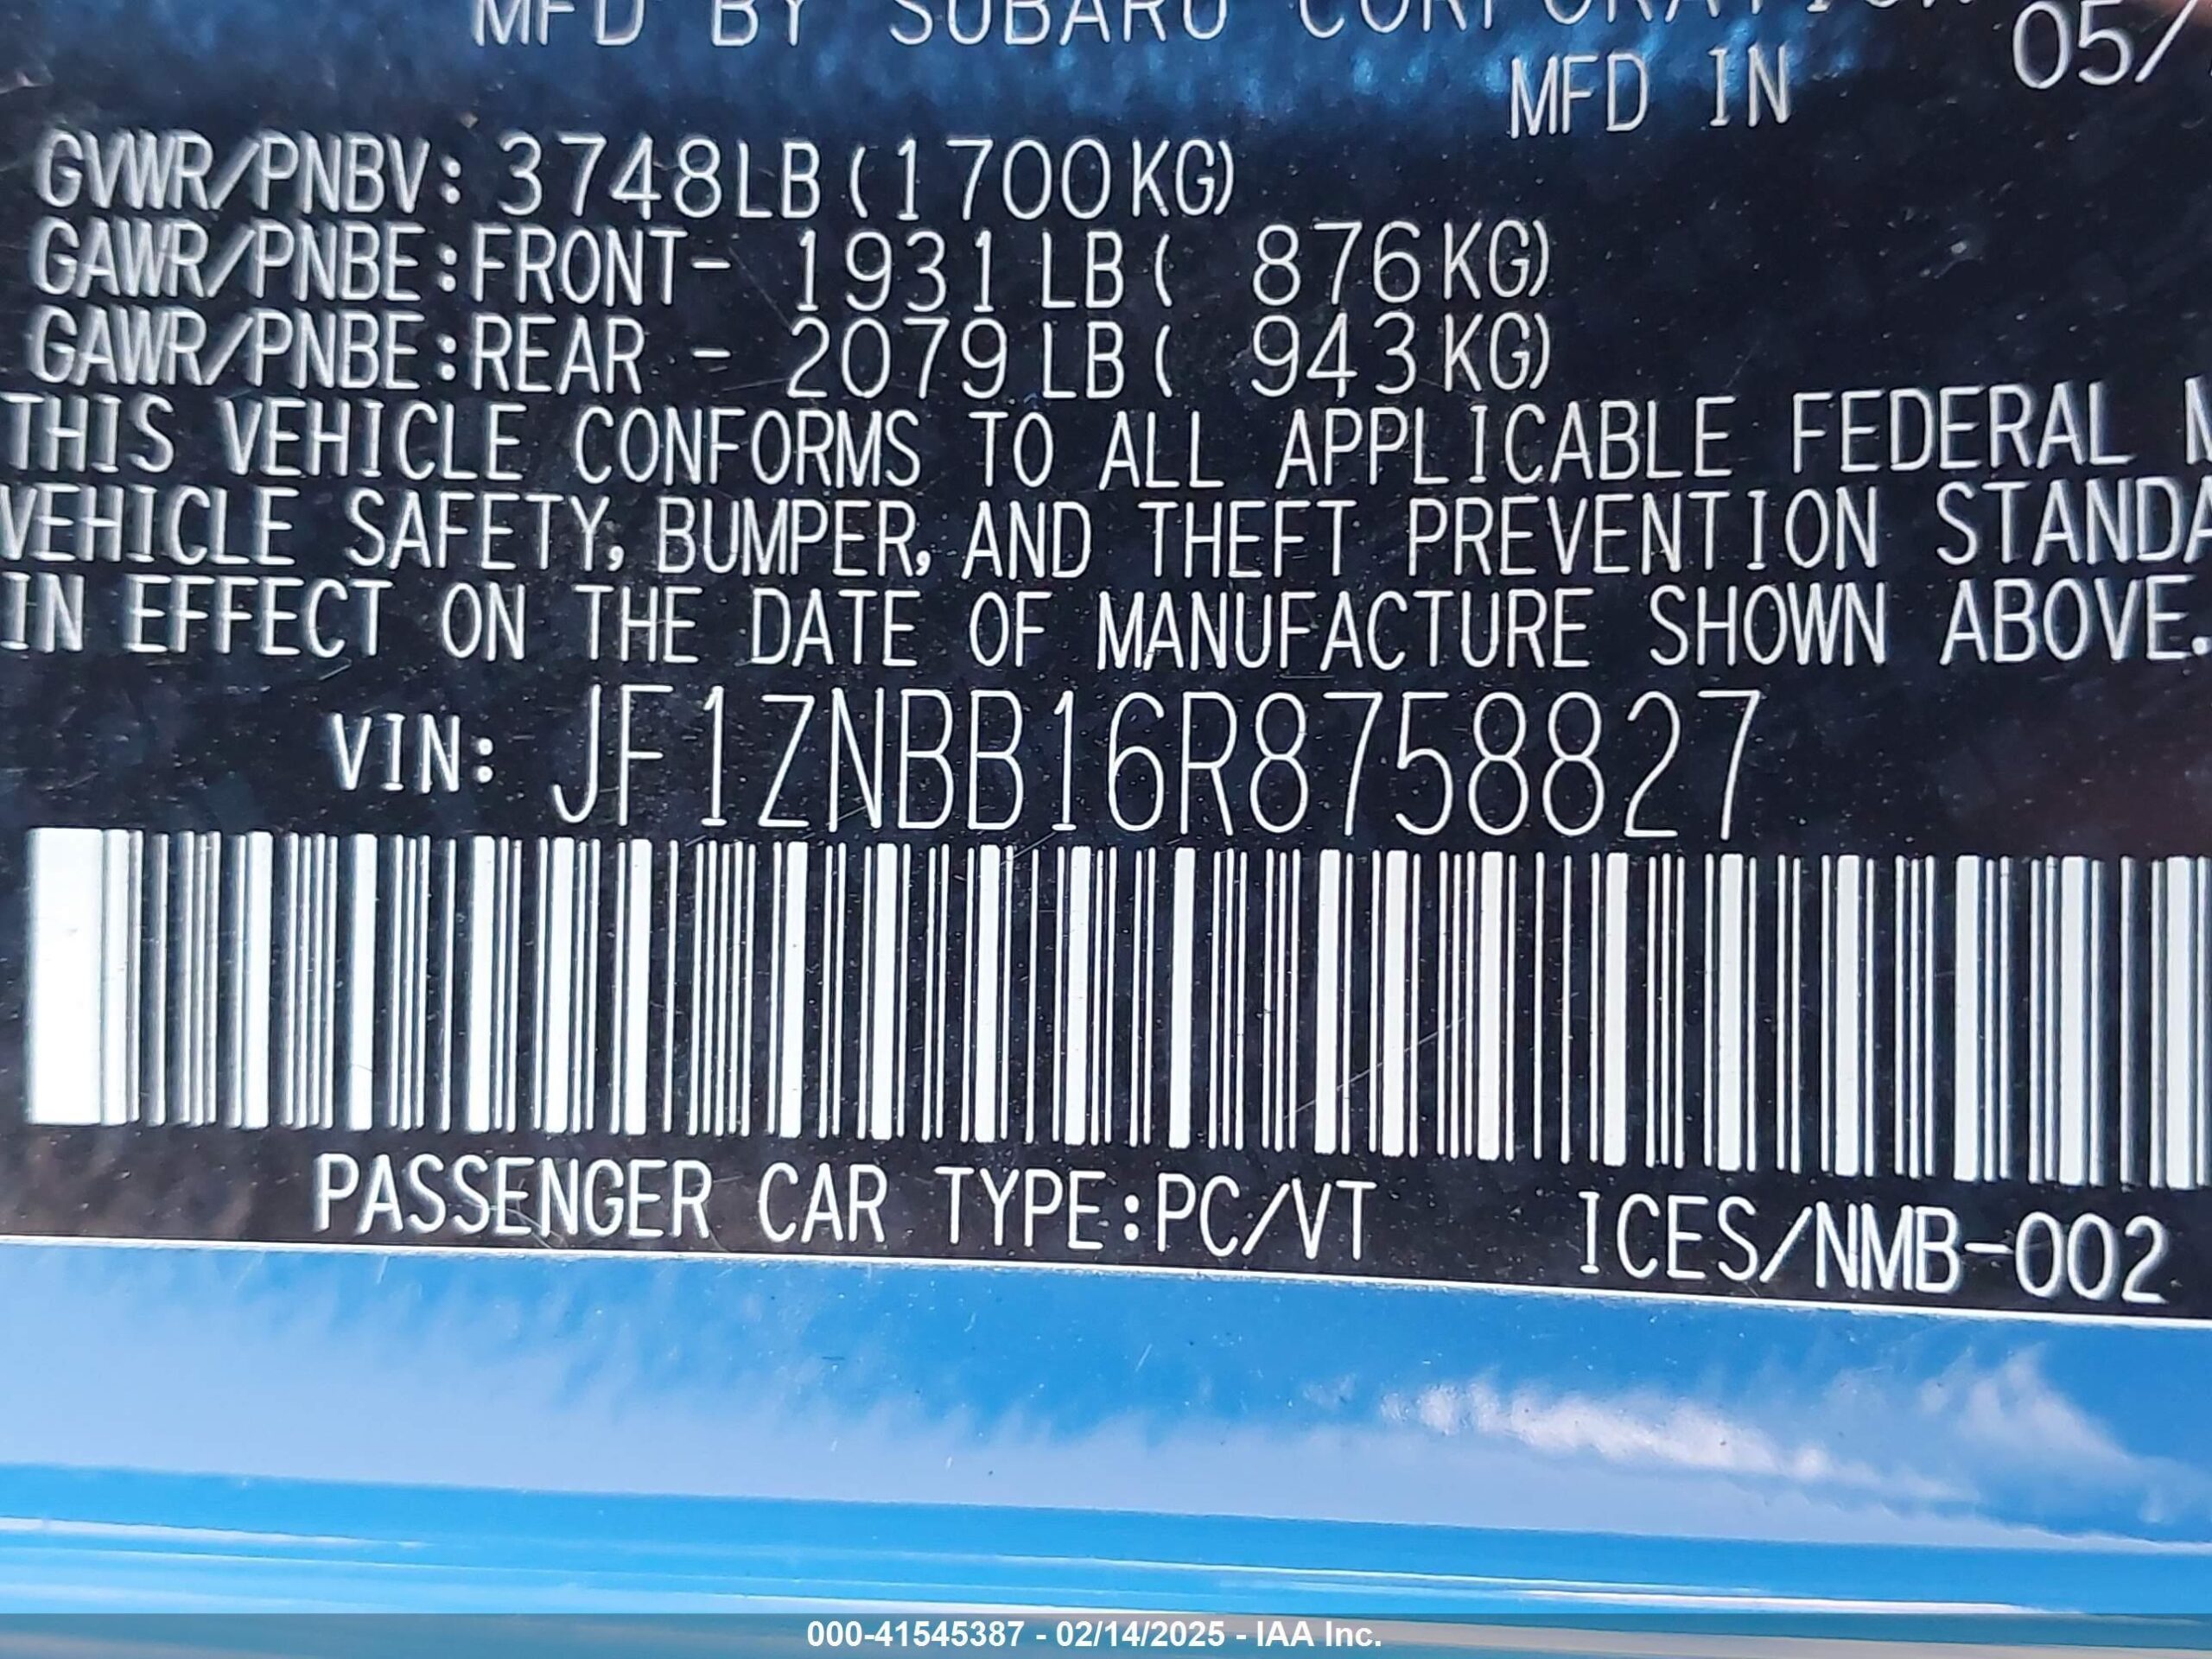 MFD BY SUBARU CORPORATION
MFD IN 05/
GVWR/PNBV: 3748LB(1700KG)
GAWR/PNBE:FRONT- 1931LB( 876KG)
GAWR/PNBE:REAR - 2079LB( 943KG)
THIS VEHICLE CONFORMS TO ALL APPLICABLE FEDERAL M
VEHICLE SAFETY, BUMPER, AND THEFT PREVENTION STANDA
IN EFFECT ON THE DATE OF MANUFACTURE SHOWN ABOVE.
VIN: JF1ZNBB16R8758827
PASSENGER CAR TYPE:PC/VT ICES/NMB-002
000-41545387 - 02/14/2025 - IAA Inc.